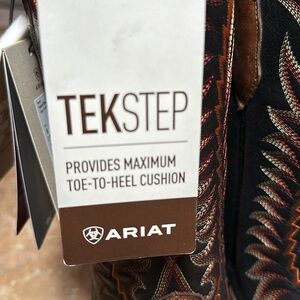 TEKSTEP
PROVIDES MAXIMUM
TOE-TO-HEEL CUSHION
ARIAT